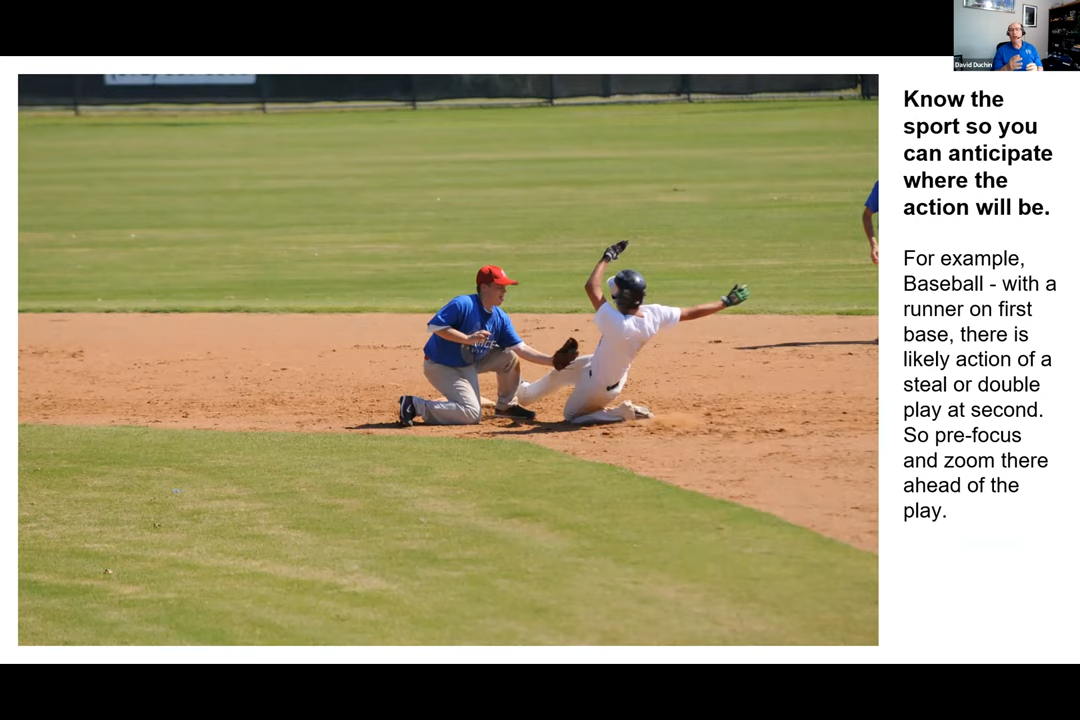 David Duchin
Know the
sport so you
can anticipate
where the
action will be.
For example,
Baseball - with a
runner on first
base, there is
likely action of a
steal or double
play at second.
So pre-focus
and zoom there
ahead of the
play.